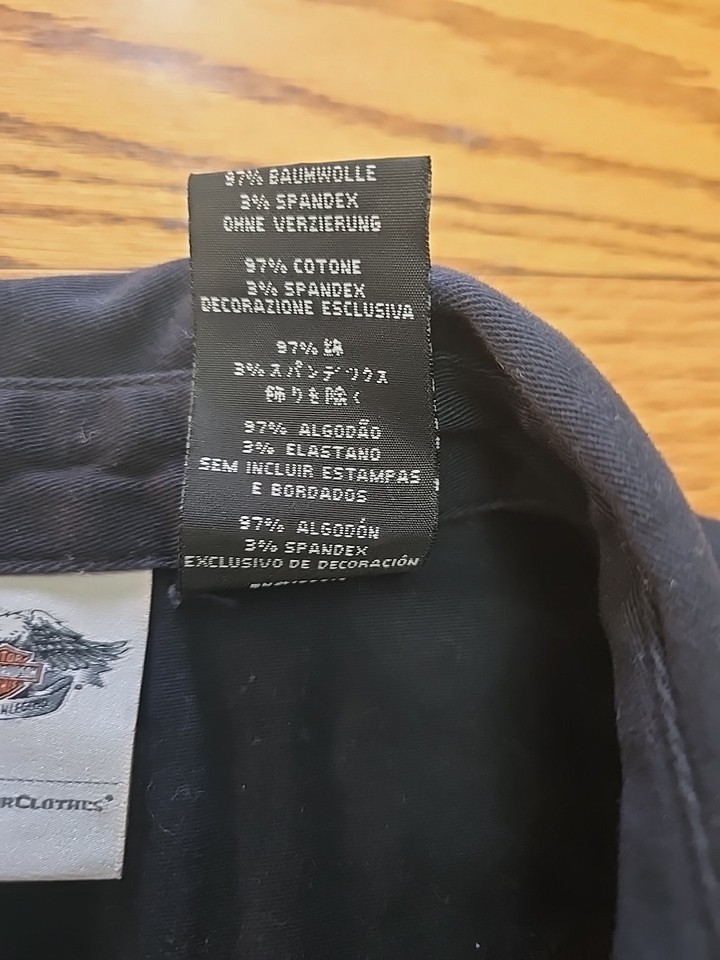 97% BAUMWOLLE
3% SPANDEX
OHNE VERZIERUNG
97% COTONE
3% SPANDEX
DECORAZIONE ESCLUSIVA
97% 綿
3% スパンデックス
飾りを除く
97% ALGODÃO
3% ELASTANO
SEM INCLUIR ESTAMPAS
E BORDADOS
97% ALGODÓN
3% SPANDEX
EXCLUSIVO DE DECORACIÓN
RCLOTHES®